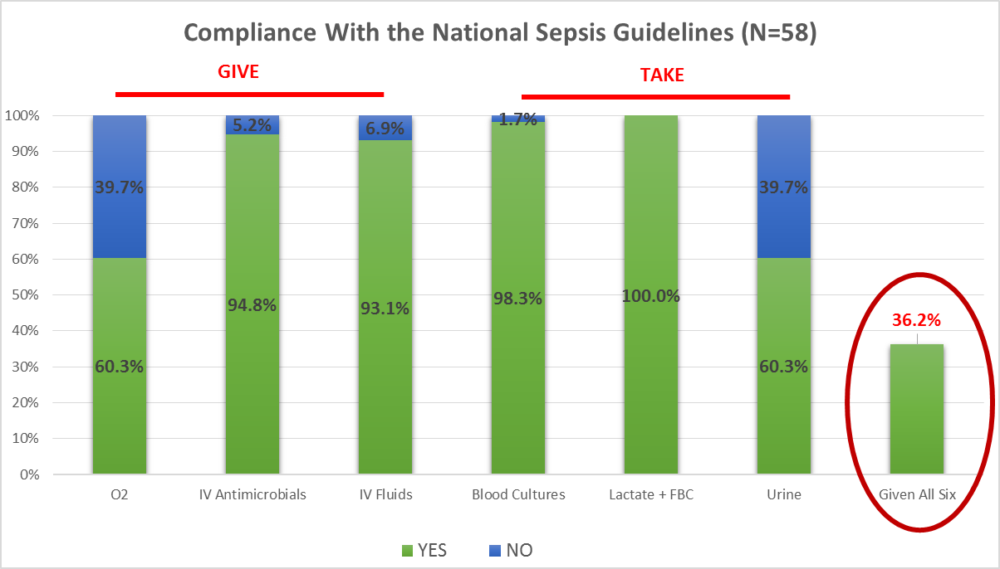 Compliance With the National Sepsis Guidelines (N=58)
GIVE
TAKE
100%
90%
80%
70%
60%
50%
40%
30%
20%
10%
0%
39.7%
5.2%
6.9%
1.7%
39.7%
60.3%
94.8%
93.1%
98.3%
100.0%
60.3%
36.2%
O2
IV Antimicrobials
IV Fluids
Blood Cultures
Lactate + FBC
Urine
Given All Six
YES
NO